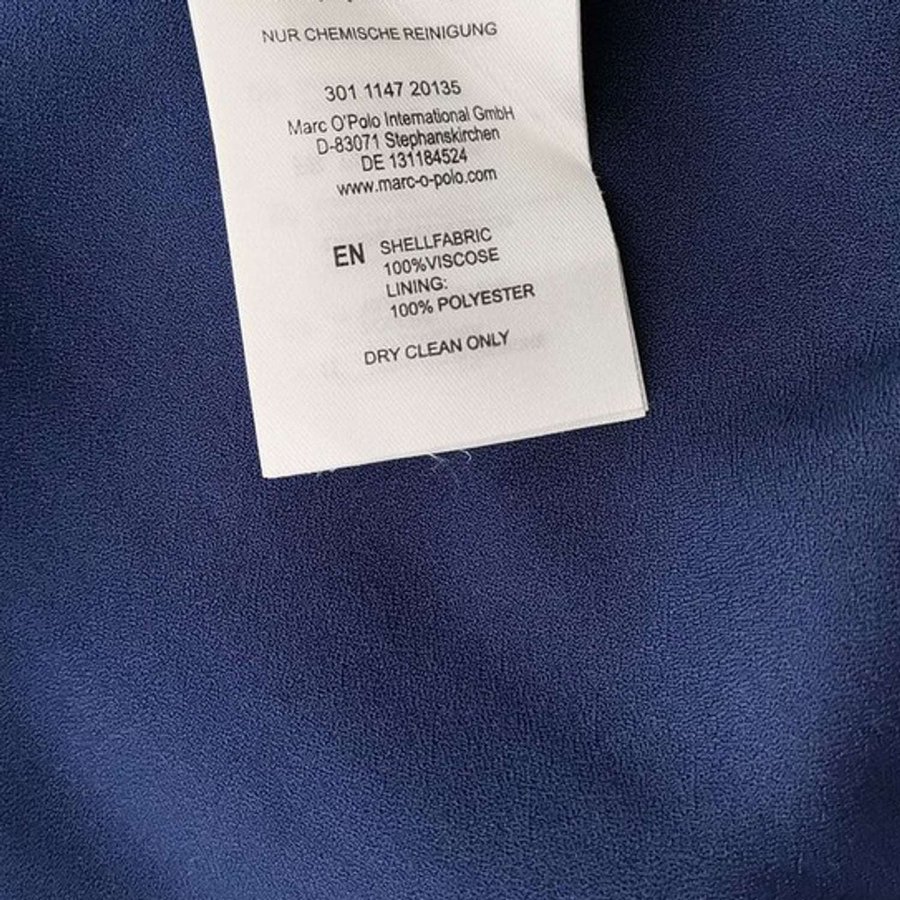 NUR CHEMISCHE REINIGUNG
301 1147 20135
Marc O'Polo International GmbH
D-83071 Stephanskirchen
DE 131184524
www.marc-o-polo.com
EN SHELLFABRIC
100%VISCOSE
LINING:
100% POLYESTER
DRY CLEAN ONLY